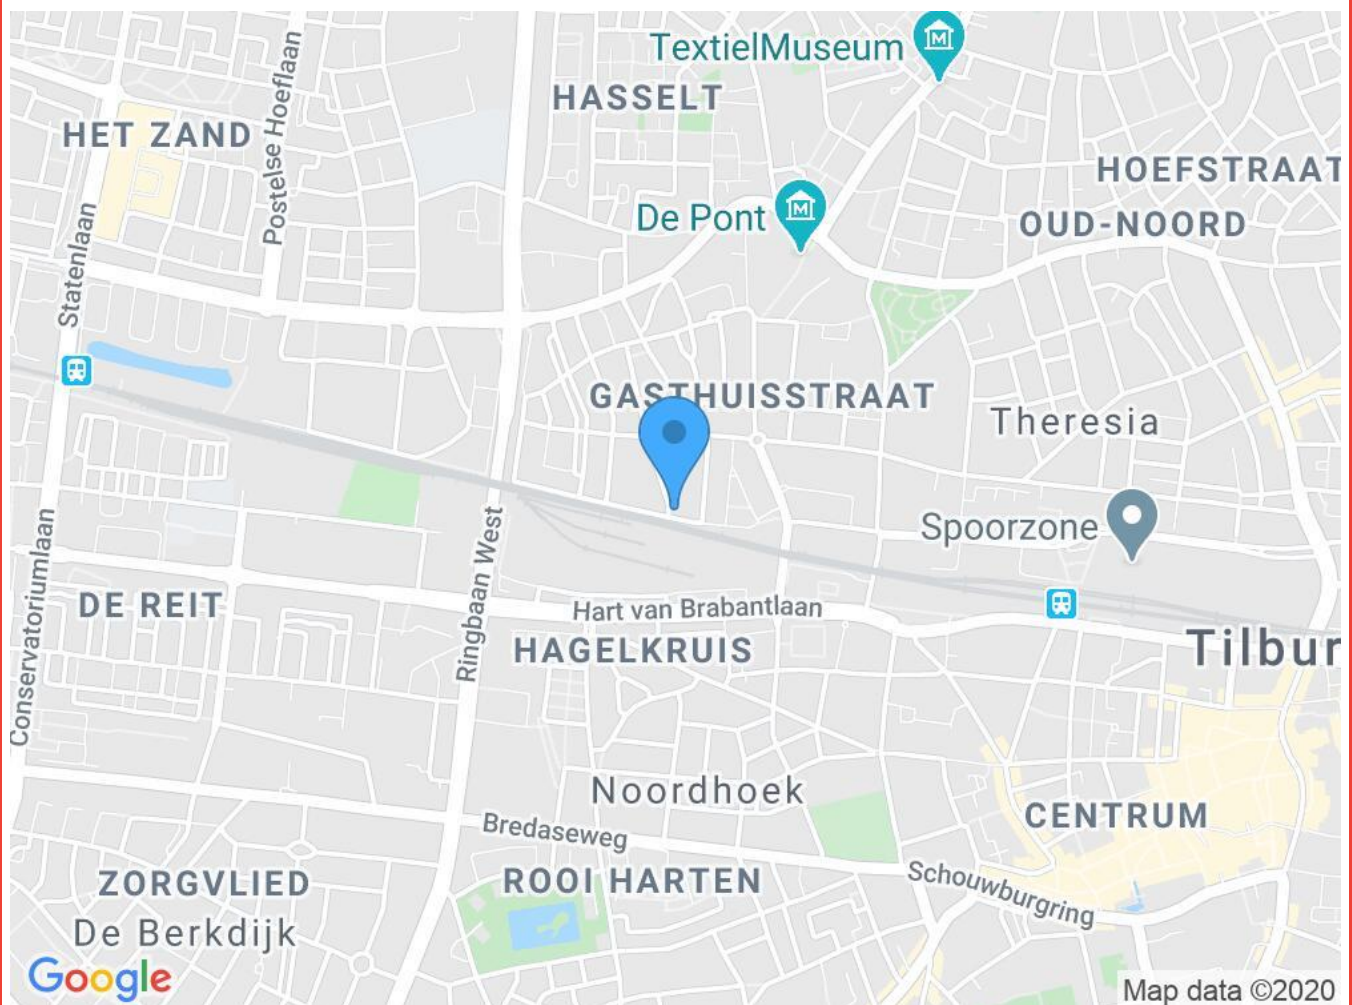 TextielMuseum
HASSELT
HET ZAND
Postelse Hoeflaan
HOEFSTRAAT
De Pont
OUD-NOORD
Statenlaan
GASTHUISSTRAAT
Theresia
Spoorzone
Ringbaan West
Conservatoriumlaan
DE REIT
Hart van Brabantlaan
HAGELKRUIS
Tilbur
Noordhoek
CENTRUM
Bredaseweg
ZORGVLIED
ROOI HARTEN
Schouwburgring
De Berkdijk
Google
Map data ©2020